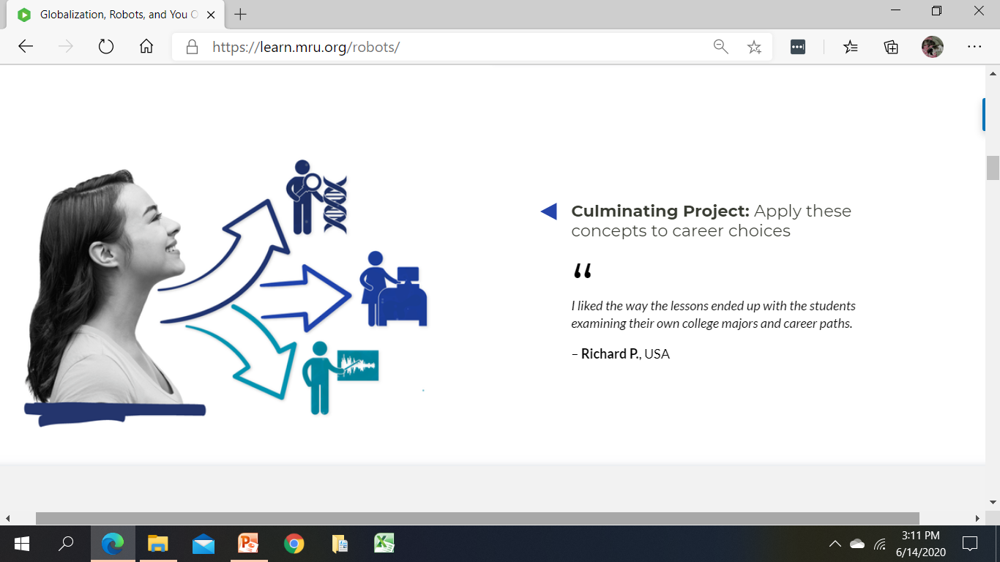 Globalization, Robots, and You O
https://learn.mru.org/robots/
Culminating Project: Apply these
concepts to career choices
“
I liked the way the lessons ended up with the students
examining their own college majors and career paths.
– Richard P., USA
3:11 PM
6/14/2020